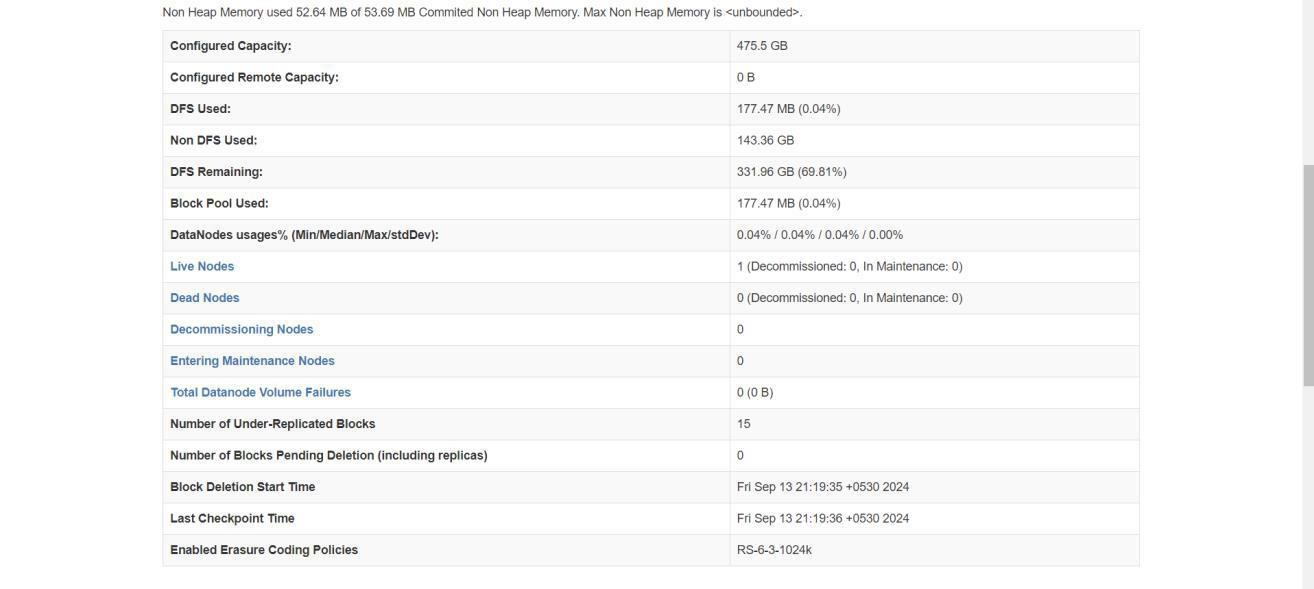 Non Heap Memory used 52.64 MB of 53.69 MB Commited Non Heap Memory. Max Non Heap Memory is <unbounded>.
Configured Capacity: 475.5 GB
Configured Remote Capacity: 0 B
DFS Used: 177.47 MB (0.04%)
Non DFS Used: 143.36 GB
DFS Remaining: 331.96 GB (69.81%)
Block Pool Used: 177.47 MB (0.04%)
DataNodes usages% (Min/Median/Max/stdDev): 0.04% / 0.04% / 0.04% / 0.00%
Live Nodes 1 (Decommissioned: 0, In Maintenance: 0)
Dead Nodes 0 (Decommissioned: 0, In Maintenance: 0)
Decommissioning Nodes 0
Entering Maintenance Nodes 0
Total Datanode Volume Failures 0 (0 B)
Number of Under-Replicated Blocks 15
Number of Blocks Pending Deletion (including replicas) 0
Block Deletion Start Time Fri Sep 13 21:19:35 +0530 2024
Last Checkpoint Time Fri Sep 13 21:19:36 +0530 2024
Enabled Erasure Coding Policies RS-6-3-1024k